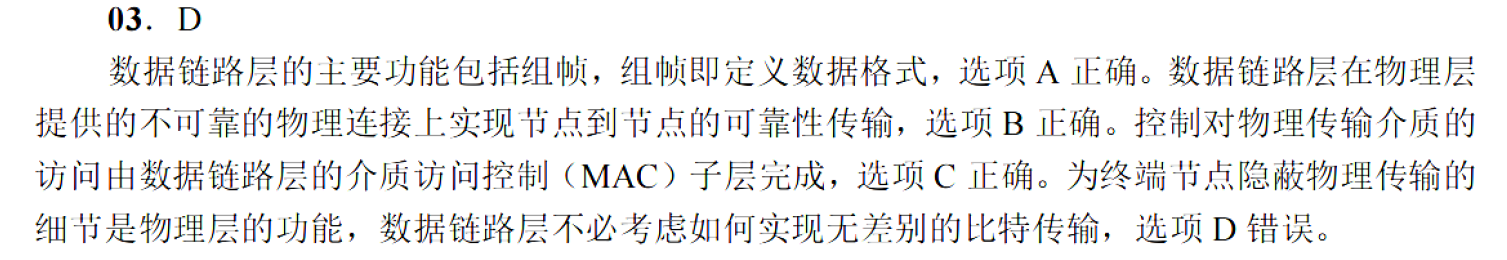 03. D
数据链路层的主要功能包括组帧，组帧即定义数据格式，选项 A 正确。数据链路层在物理层
提供的不可靠的物理连接上实现节点到节点的可靠性传输，选项 B 正确。控制对物理传输介质的
访问由数据链路层的介质访问控制（MAC）子层完成，选项 C 正确。为终端节点隐蔽物理传输的
细节是物理层的功能，数据链路层不必考虑如何实现无差别的比特传输，选项 D 错误。